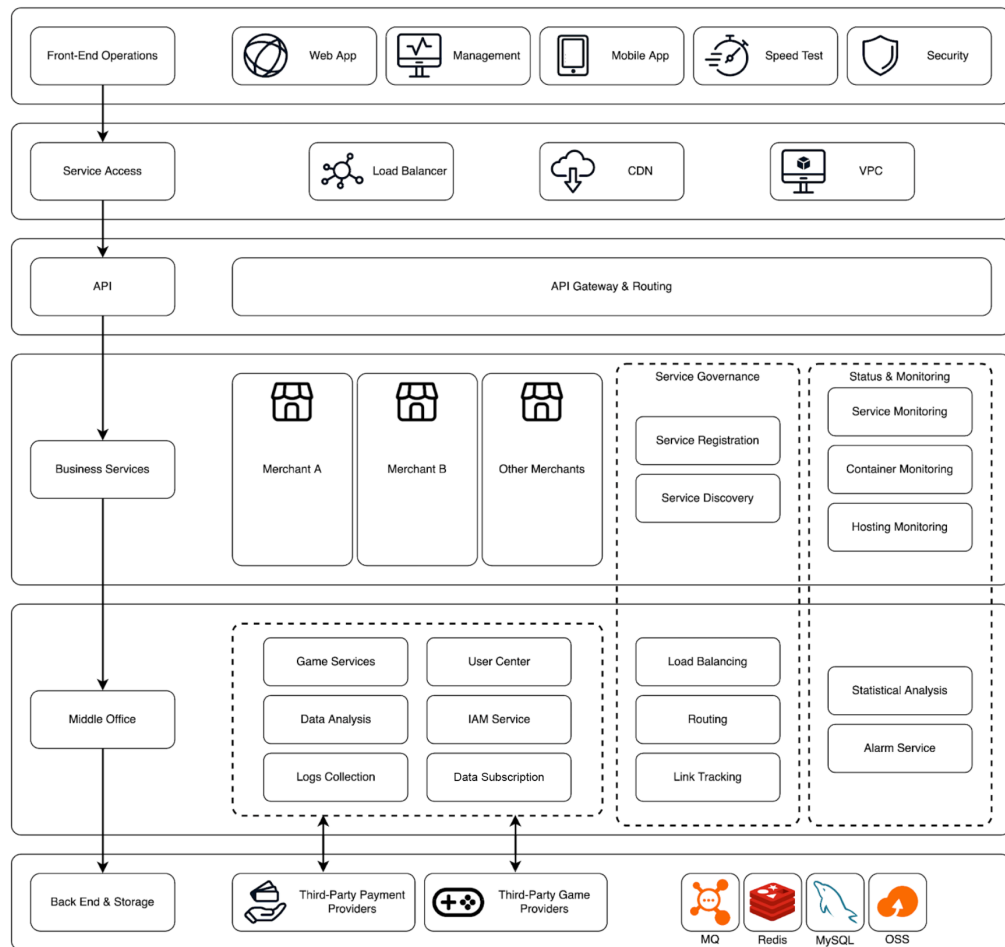 Front-End Operations
Web App
Management
Mobile App
Speed Test
Security
Service Access
Load Balancer
CDN
VPC
API
API Gateway & Routing
Business Services
Merchant A
Merchant B
Other Merchants
Service Governance
Service Registration
Service Discovery
Status & Monitoring
Service Monitoring
Container Monitoring
Hosting Monitoring
Middle Office
Game Services
User Center
Data Analysis
IAM Service
Logs Collection
Data Subscription
Load Balancing
Routing
Link Tracking
Statistical Analysis
Alarm Service
Back End & Storage
Third-Party Payment
Providers
Third-Party Game
Providers
MQ
Redis
MySQL
OSS